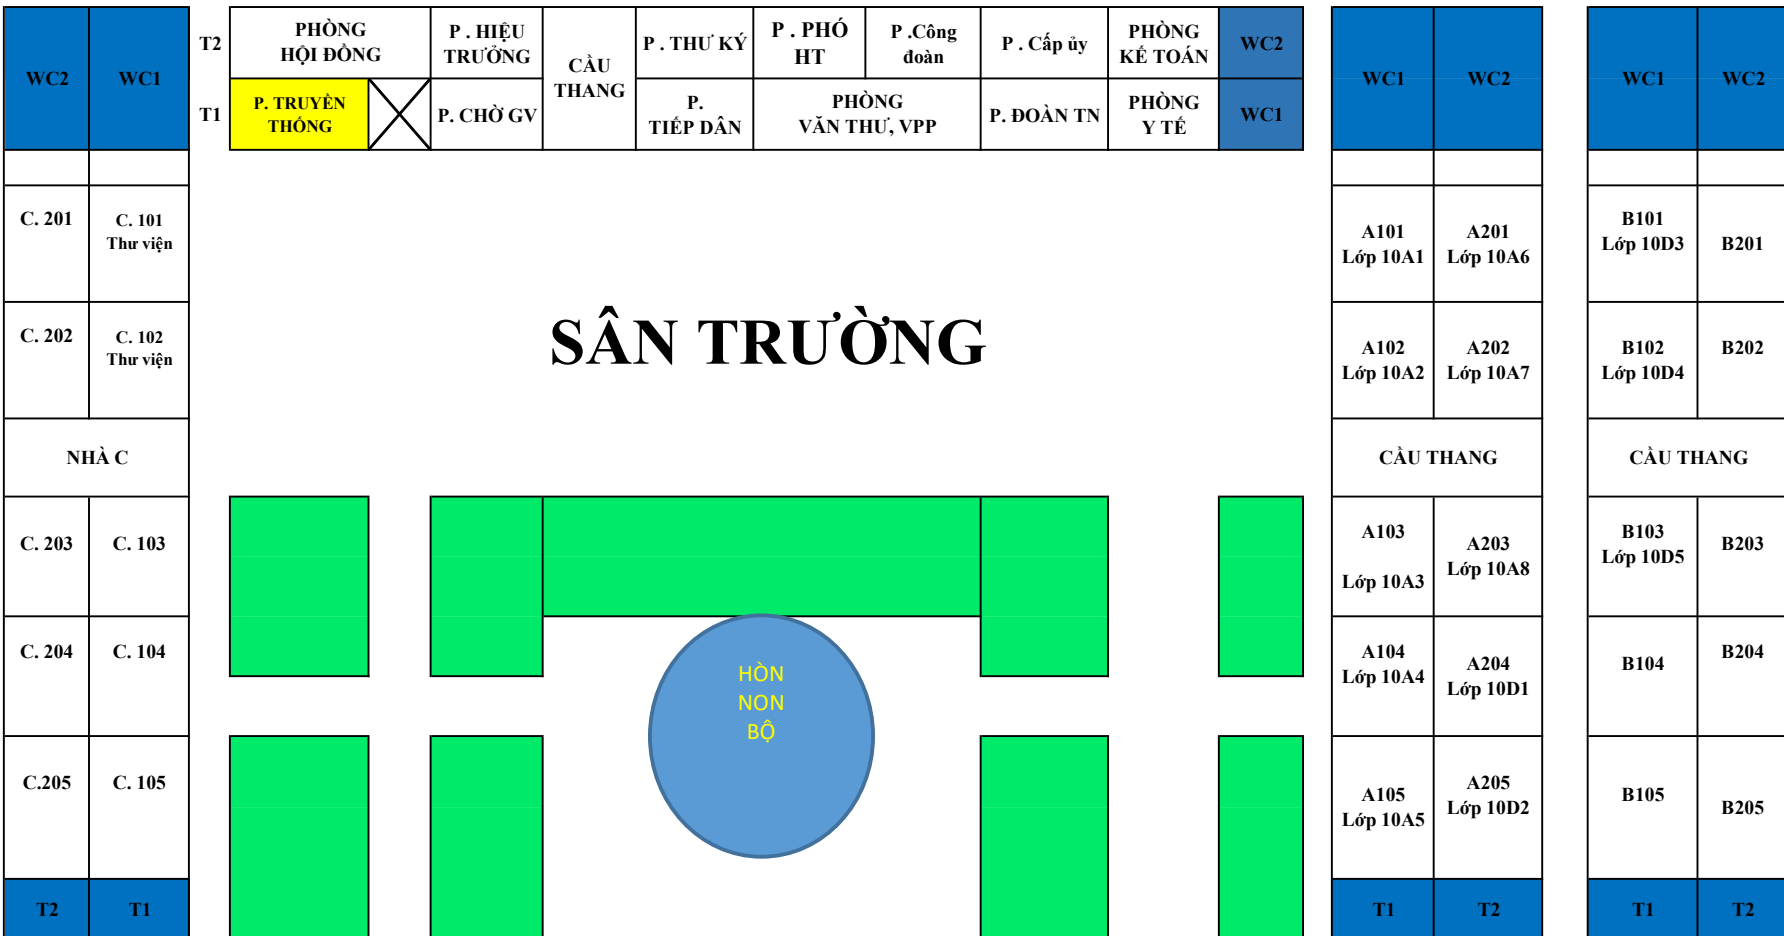 WC2
WC1
T2
PHÒNG
HỘI ĐỒNG
P . HIỆU
TRƯỞNG
CẦU
THANG
P . THƯ KÝ
P . PHÓ
HT
P .Công
đoàn
P . Cấp ủy
PHÒNG
KẾ TOÁN
WC2
T1
P. TRUYỀN
THỐNG
P. CHỜ GV
P.
TIẾP DÂN
PHÒNG
VĂN THƯ, VPP
P. ĐOÀN TN
PHÒNG
Y TẾ
WC1
WC1
WC2
WC1
WC2
C. 201
C. 101
Thư viện
C. 202
C. 102
Thư viện
NHÀ C
C. 203
C. 103
C. 204
C. 104
C.205
C. 105
T2
T1
SÂN TRƯỜNG
HÒN
NON
BỘ
A101
Lớp 10A1
A201
Lớp 10A6
A102
Lớp 10A2
A202
Lớp 10A7
CẦU THANG
A103
Lớp 10A3
A203
Lớp 10A8
A104
Lớp 10A4
A204
Lớp 10D1
A105
Lớp 10A5
A205
Lớp 10D2
T1
T2
B101
Lớp 10D3
B201
B102
Lớp 10D4
B202
CẦU THANG
B103
Lớp 10D5
B203
B104
B204
B105
B205
T1
T2